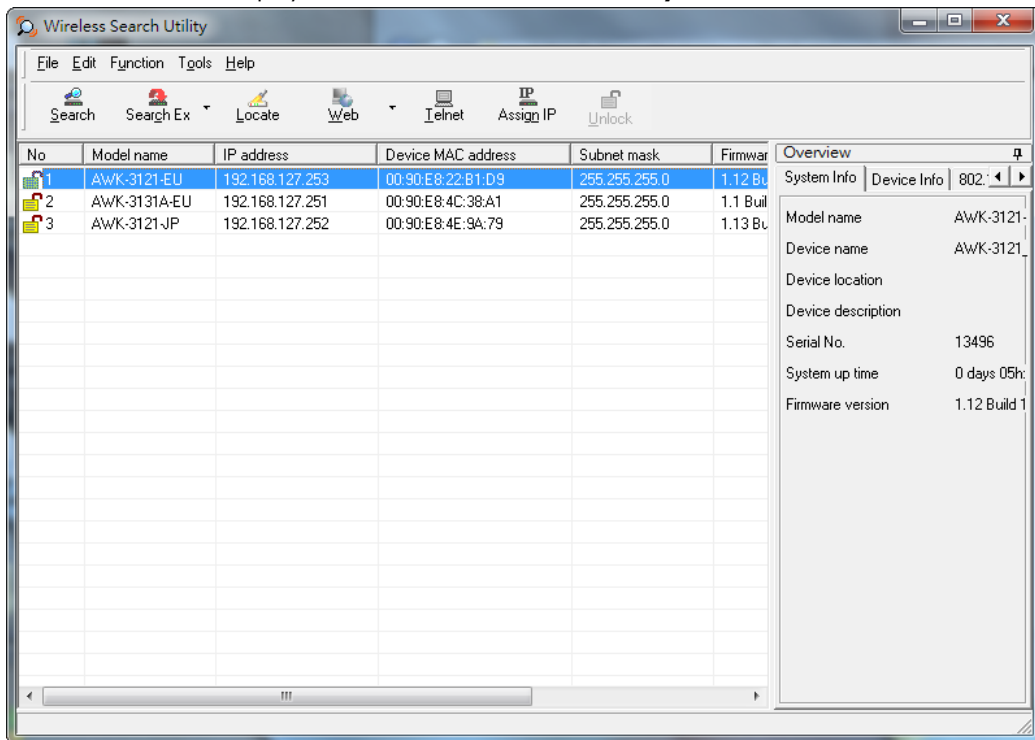 Wireless Search Utility
File Edit Function Tools Help
Search Search Ex Locate Web Telnet Assign IP Unlock
No Model name IP address Device MAC address Subnet mask Firmwar
1 AWK-3121-EU 192.168.127.253 00:90:E8:22:B1:D9 255.255.255.0 1.12 Bu
2 AWK-3131A-EU 192.168.127.251 00:90:E8:4C:38:A1 255.255.255.0 1.1 Buil
3 AWK-3121-JP 192.168.127.252 00:90:E8:4E:9A:79 255.255.255.0 1.13 Bu
Overview
System Info Device Info 802.
Model name AWK-3121-
Device name AWK-3121_
Device location
Device description
Serial No. 13496
System up time 0 days 05h:
Firmware version 1.12 Build 1